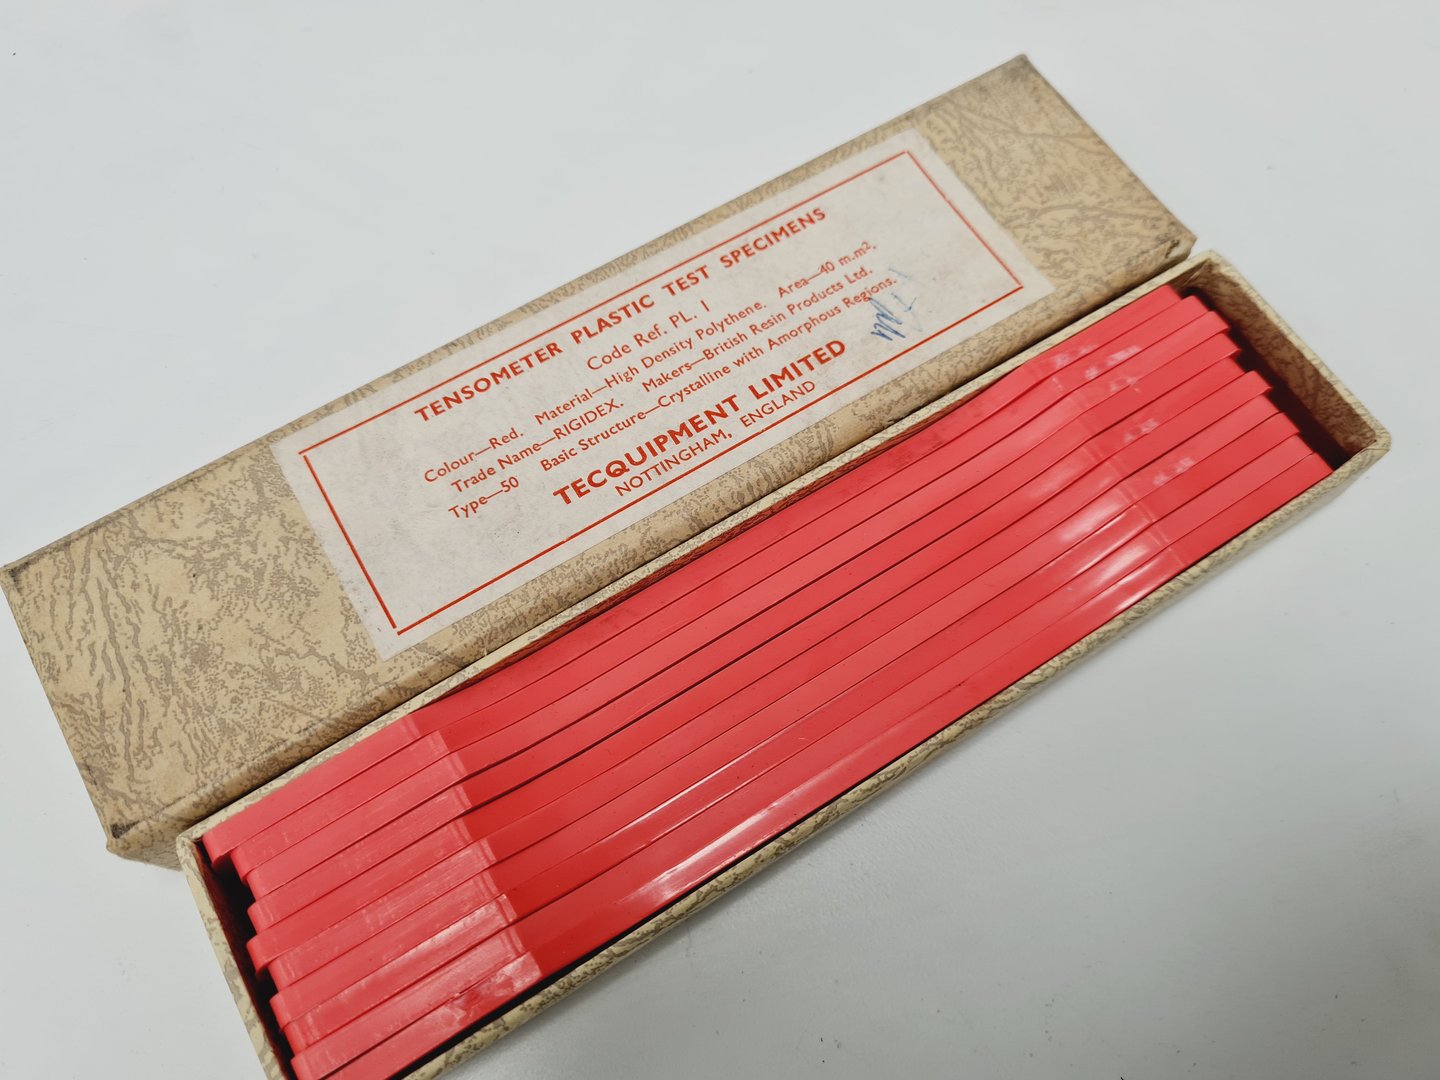 TENSOMETER PLASTIC TEST SPECIMENS
Code Ref. PL. 1
Colour—Red. Material—High Density Polythene. Area—40 m.m².
Trade Name—RIGIDEX. Makers—British Resin Products Ltd.
Type—50 Basic Structure—Crystalline with Amorphous Regions.
TECQUIPMENT LIMITED
NOTTINGHAM, ENGLAND